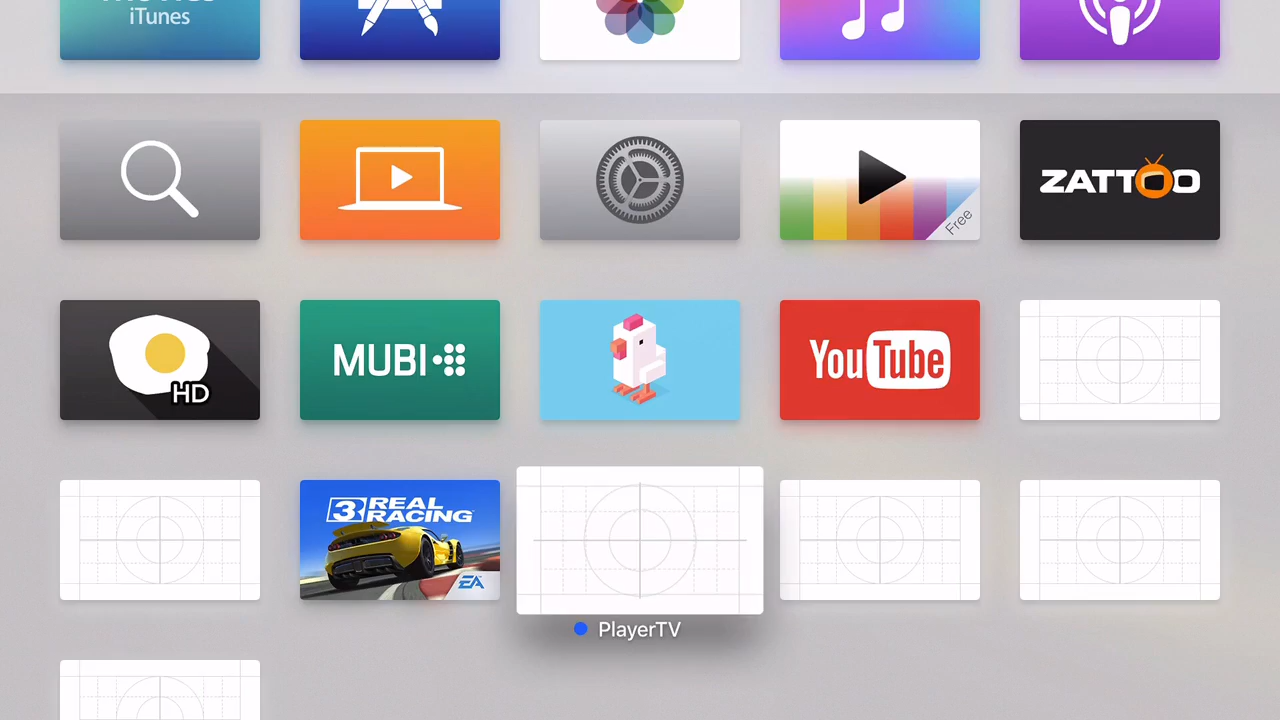 iTunes
Free
ZATTOO
HD
MUBI
YouTube
3 REAL
RACING
EA
PlayerTV